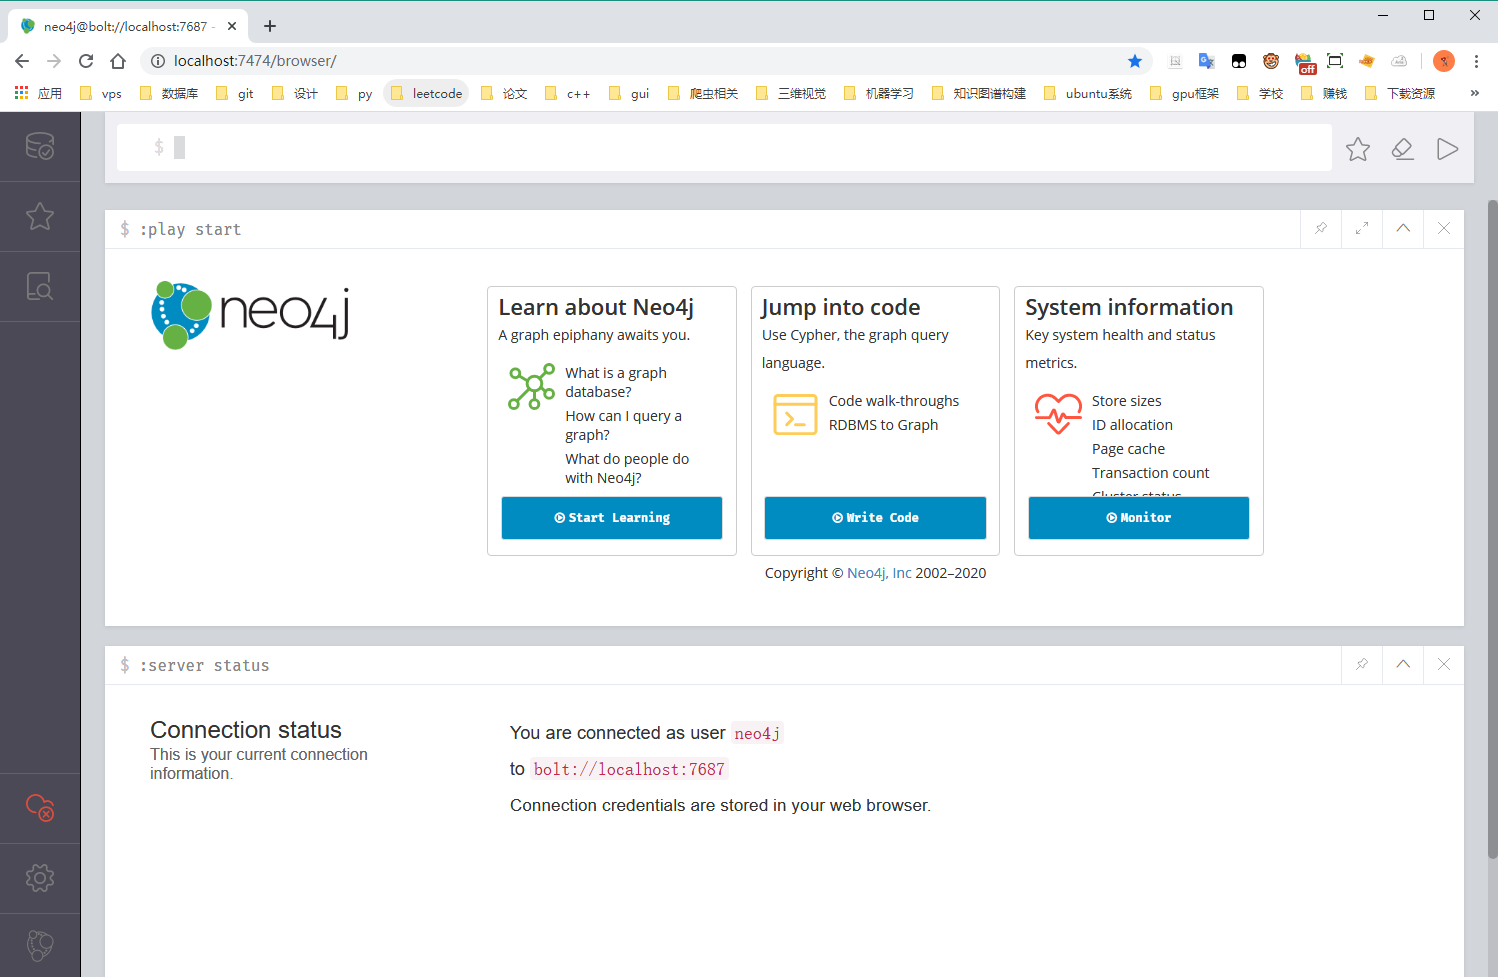 neo4j@bolt://localhost:7687 -
localhost:7474/browser/
off
应用 vps 数据库 git 设计 py leetcode 论文 c++ gui 爬虫相关 三维视觉 机器学习 知识图谱构建 ubuntu系统 gpu框架 学校 赚钱 下载资源 »
$
$ :play start
neo4j
Learn about Neo4j
A graph epiphany awaits you.
What is a graph
database?
How can I query a
graph?
What do people do
with Neo4j?
Start Learning
Jump into code
Use Cypher, the graph query
language.
Code walk-throughs
RDBMS to Graph
Write Code
System information
Key system health and status
metrics.
Store sizes
ID allocation
Page cache
Transaction count
Cluster status
Monitor
Copyright © Neo4j, Inc 2002–2020
$ :server status
Connection status
This is your current connection
information.
You are connected as user neo4j
to bolt://localhost:7687
Connection credentials are stored in your web browser.